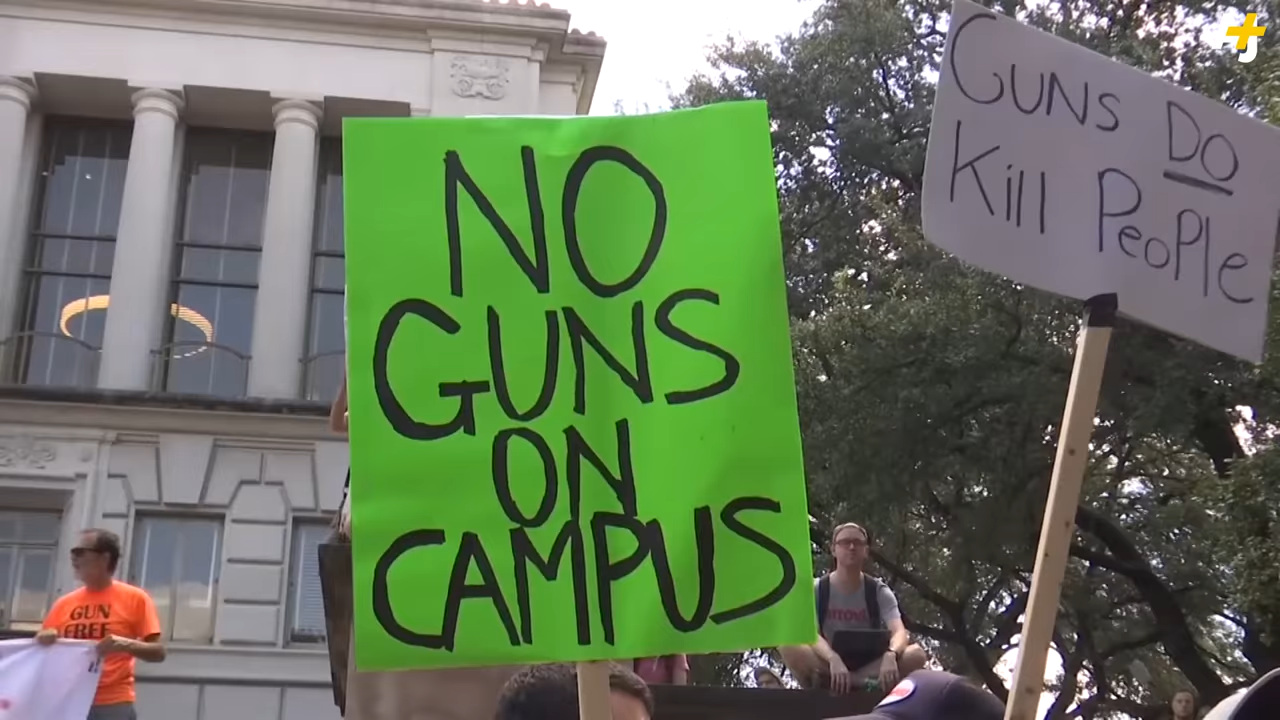 NO
GUNS
ON
CAMPUS
GUNS DO
Kill People
GUN
FREE